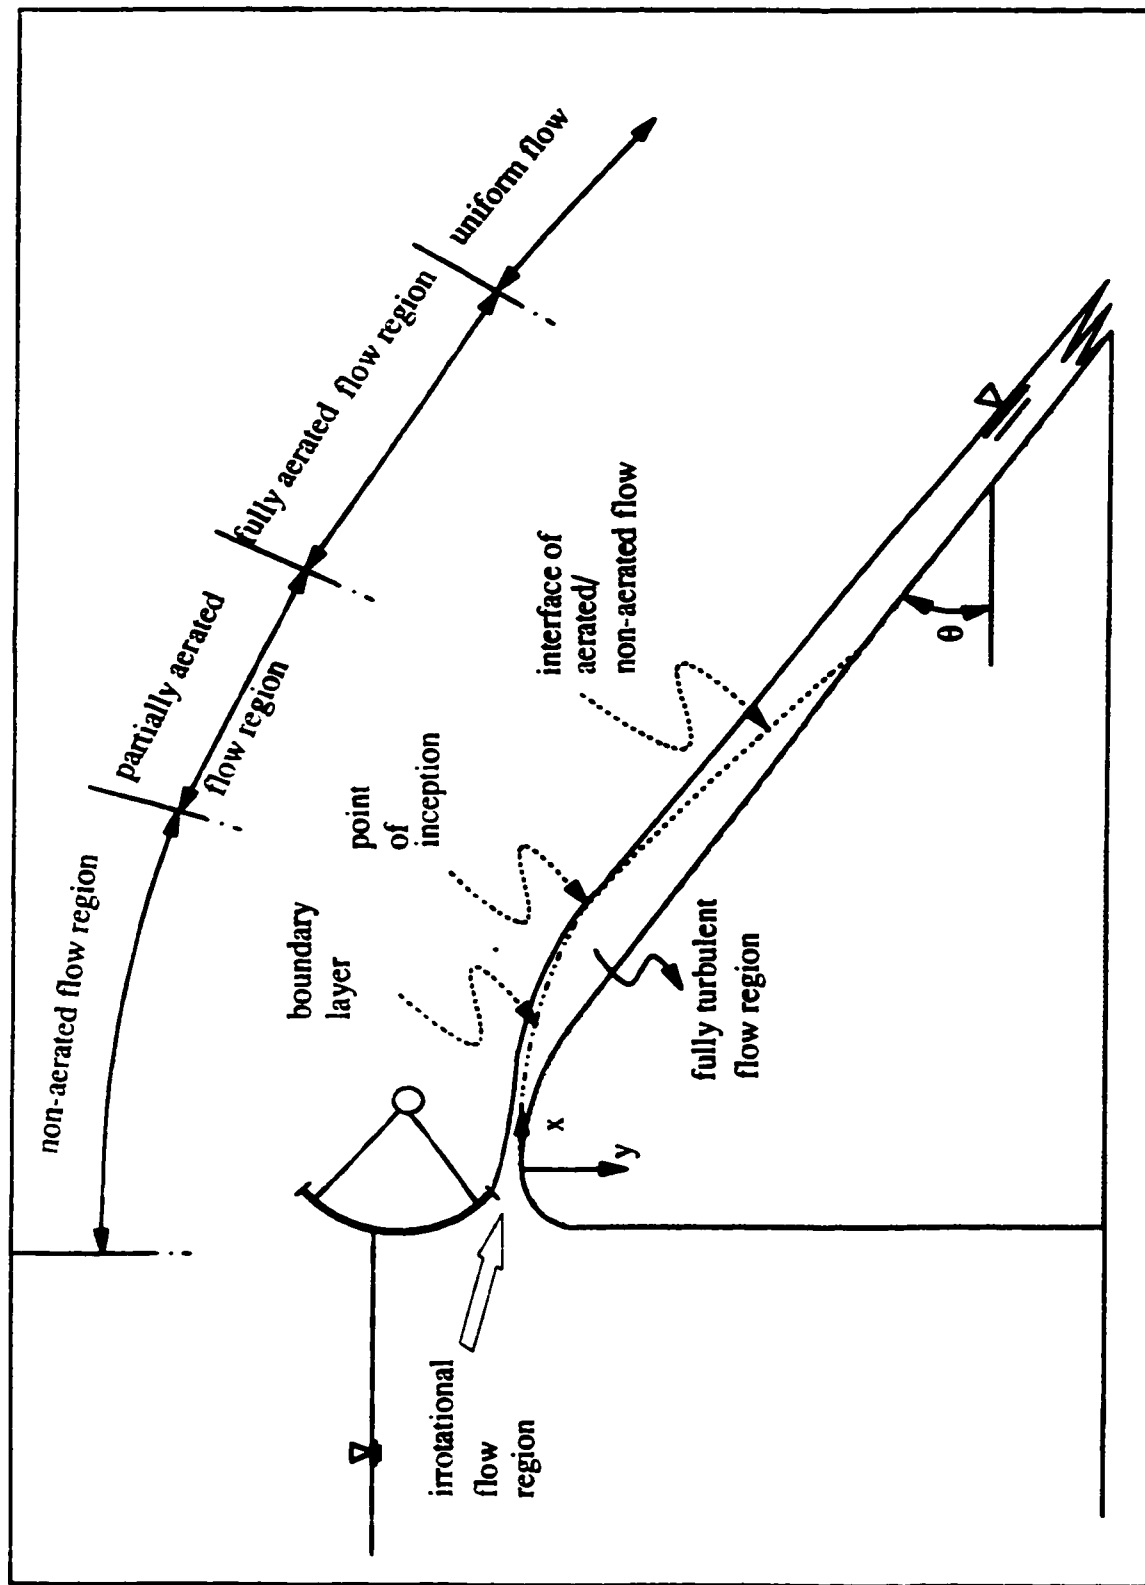 non-aerated flow region
partially aerated
flow region
fully aerated flow region
uniform flow
boundary
layer
point
of
inception
interface of
aerated/
non-aerated flow
irrotational
flow
region
x
y
fully turbulent
flow region
θ